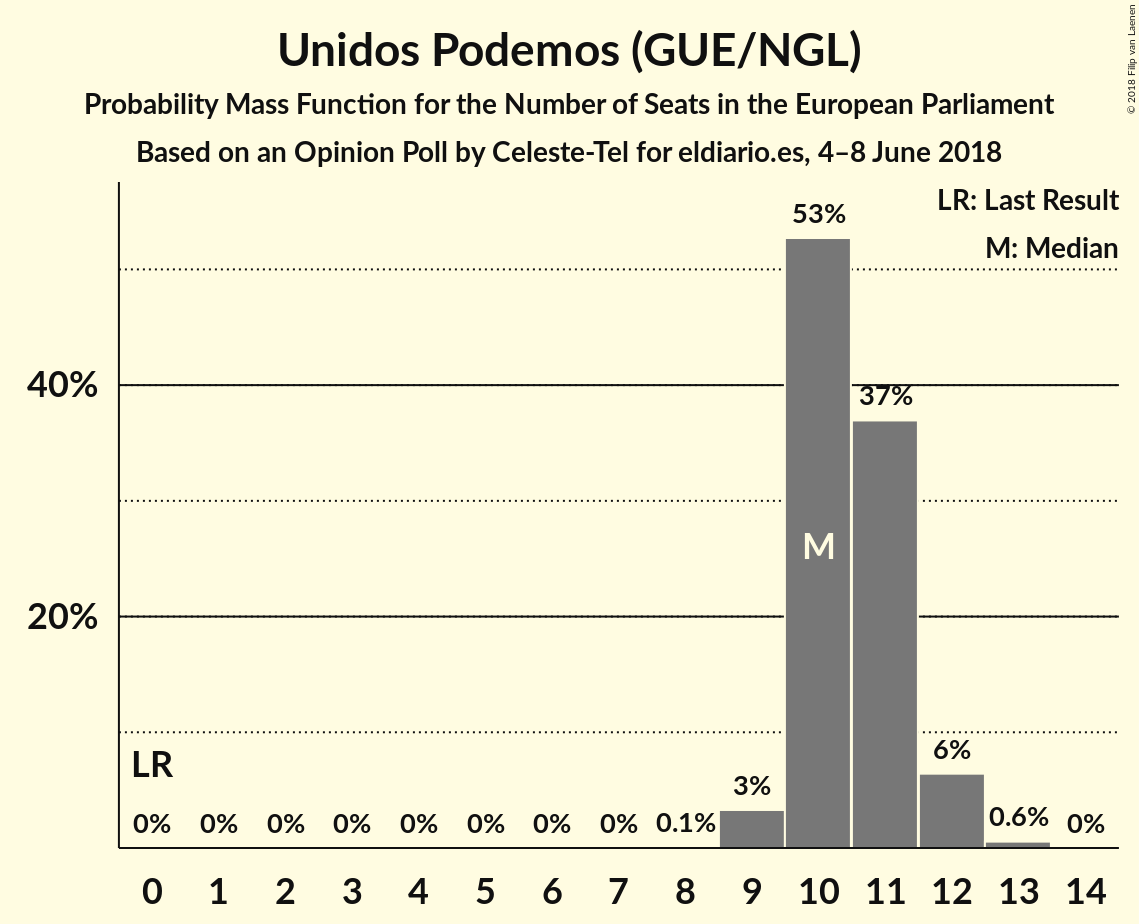 Unidos Podemos (GUE/NGL)
Probability Mass Function for the Number of Seats in the European Parliament
Based on an Opinion Poll by Celeste-Tel for eldiario.es, 4–8 June 2018
© 2018 Filip van Laenen
LR: Last Result
M: Median
53%
40%
37%
M
20%
LR
6%
3%
0% 0% 0% 0% 0% 0% 0% 0% 0.1% 0.6% 0%
0 1 2 3 4 5 6 7 8 9 10 11 12 13 14